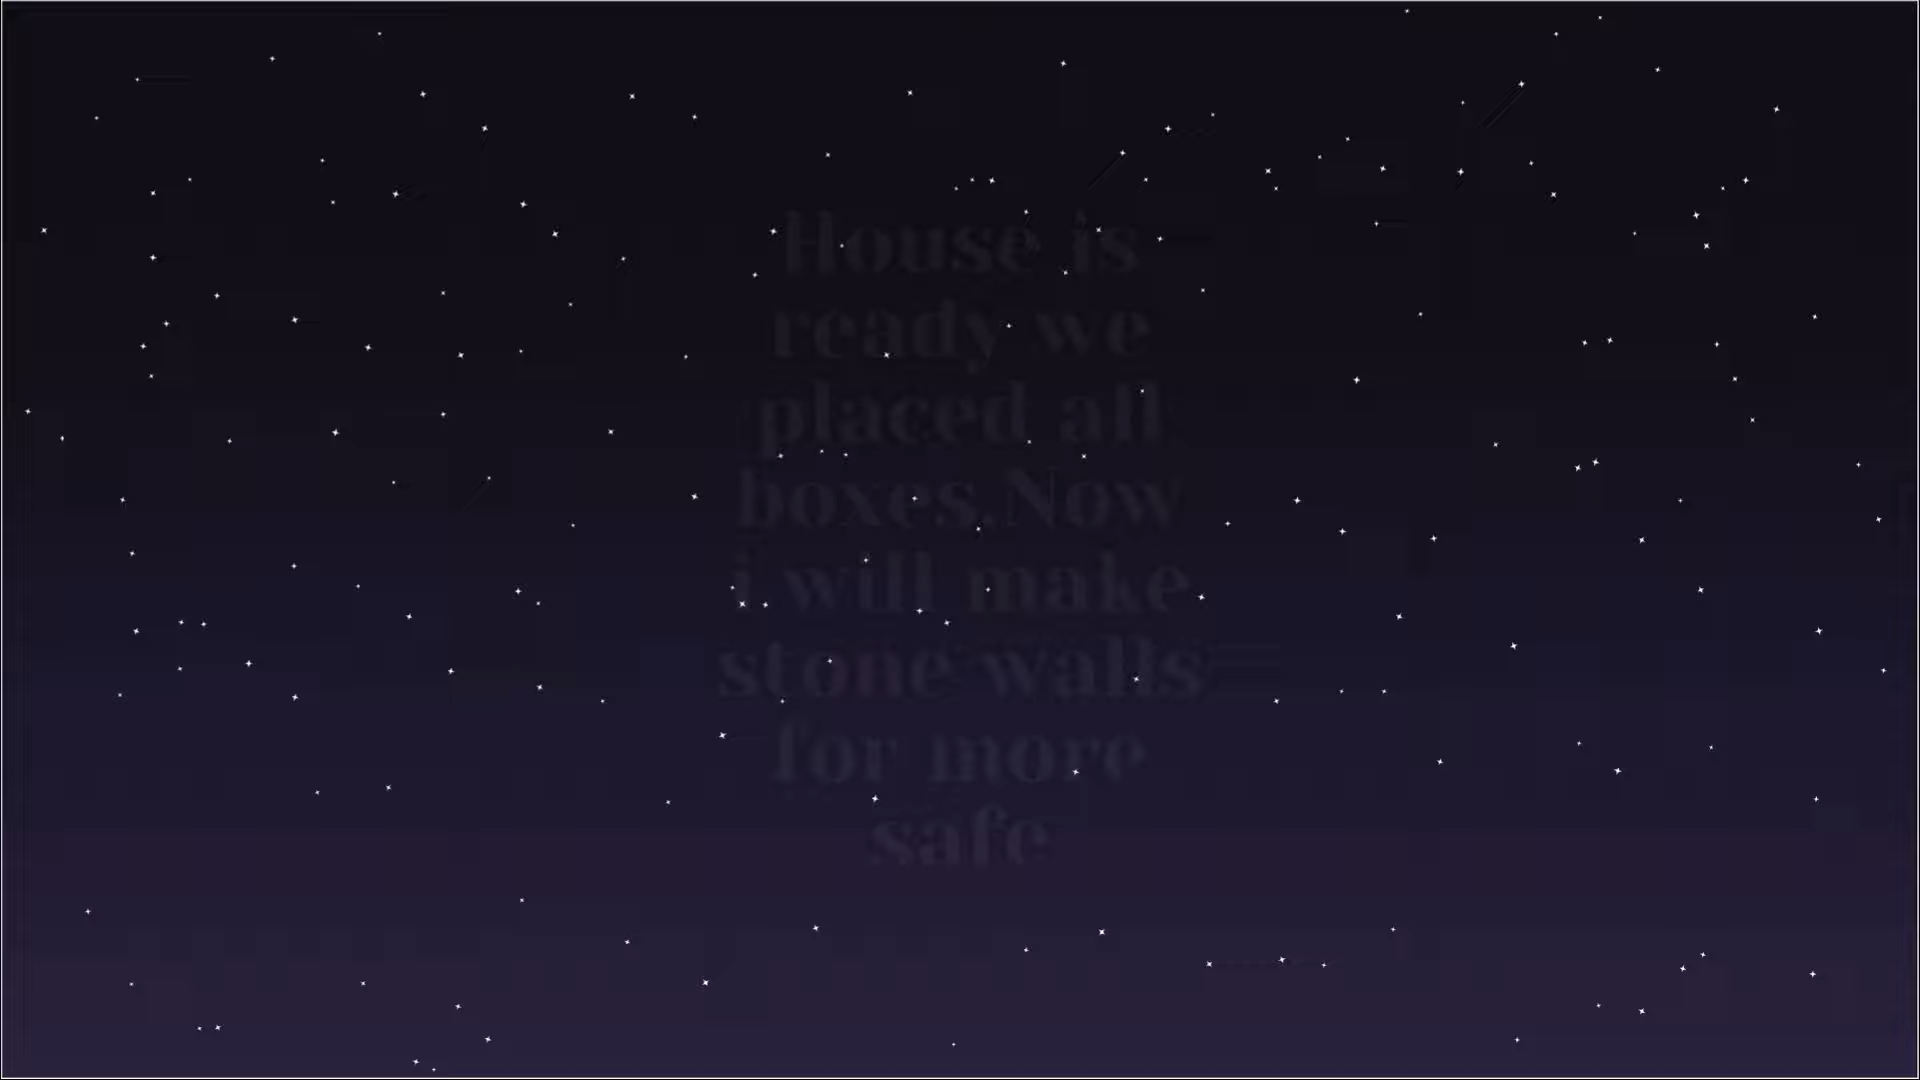 House is
ready we
placed all
boxes.Now
i will make
stone walls
for more
safe